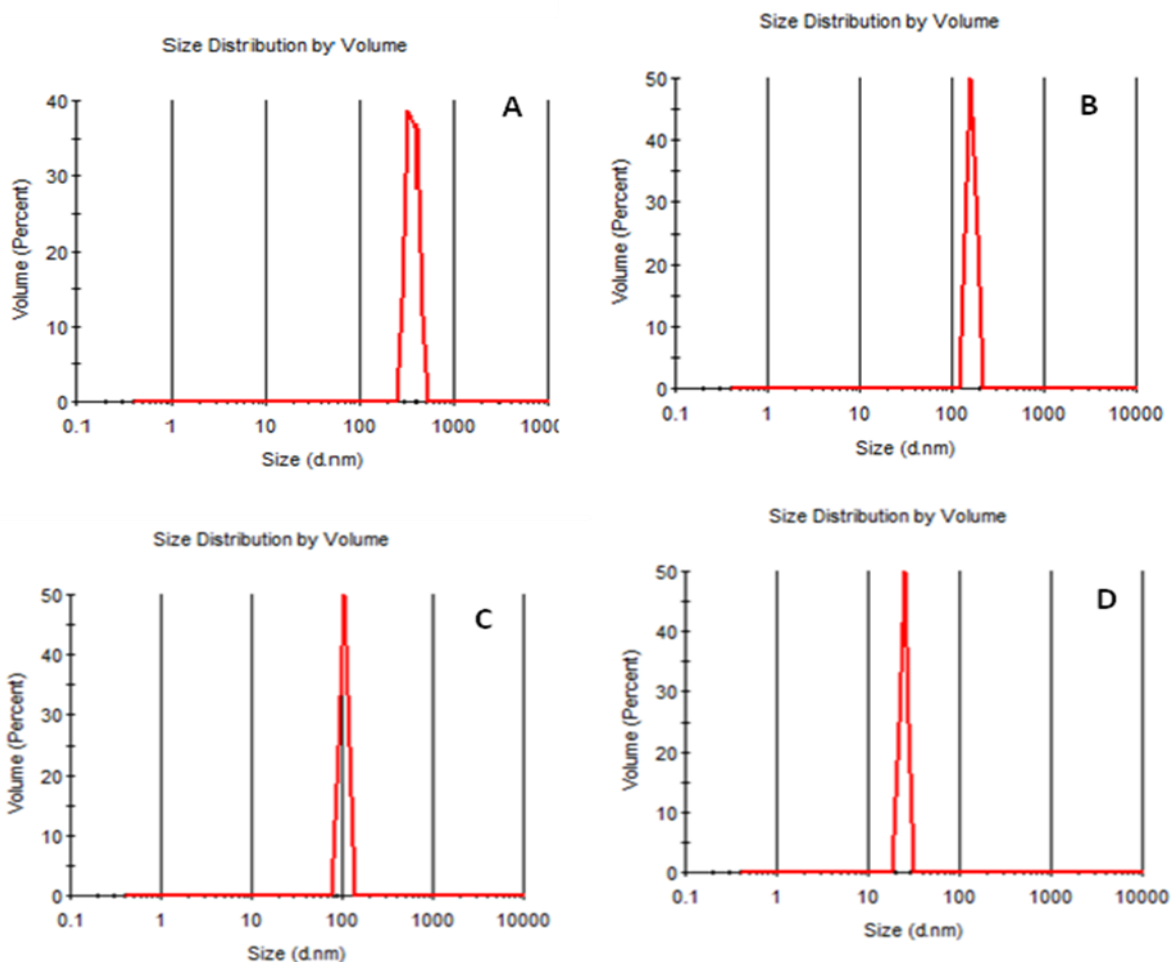 Size Distribution by Volume
A
Volume (Percent)
40
30
20
10
0
0.1 1 10 100 1000 1000
Size (d.nm)
Size Distribution by Volume
B
Volume (Percent)
50
40
30
20
10
0
0.1 1 10 100 1000 10000
Size (d.nm)
Size Distribution by Volume
C
Volume (Percent)
50
40
30
20
10
0
0.1 1 10 100 1000 10000
Size (d.nm)
Size Distribution by Volume
D
Volume (Percent)
50
40
30
20
10
0
0.1 1 10 100 1000 10000
Size (d.nm)